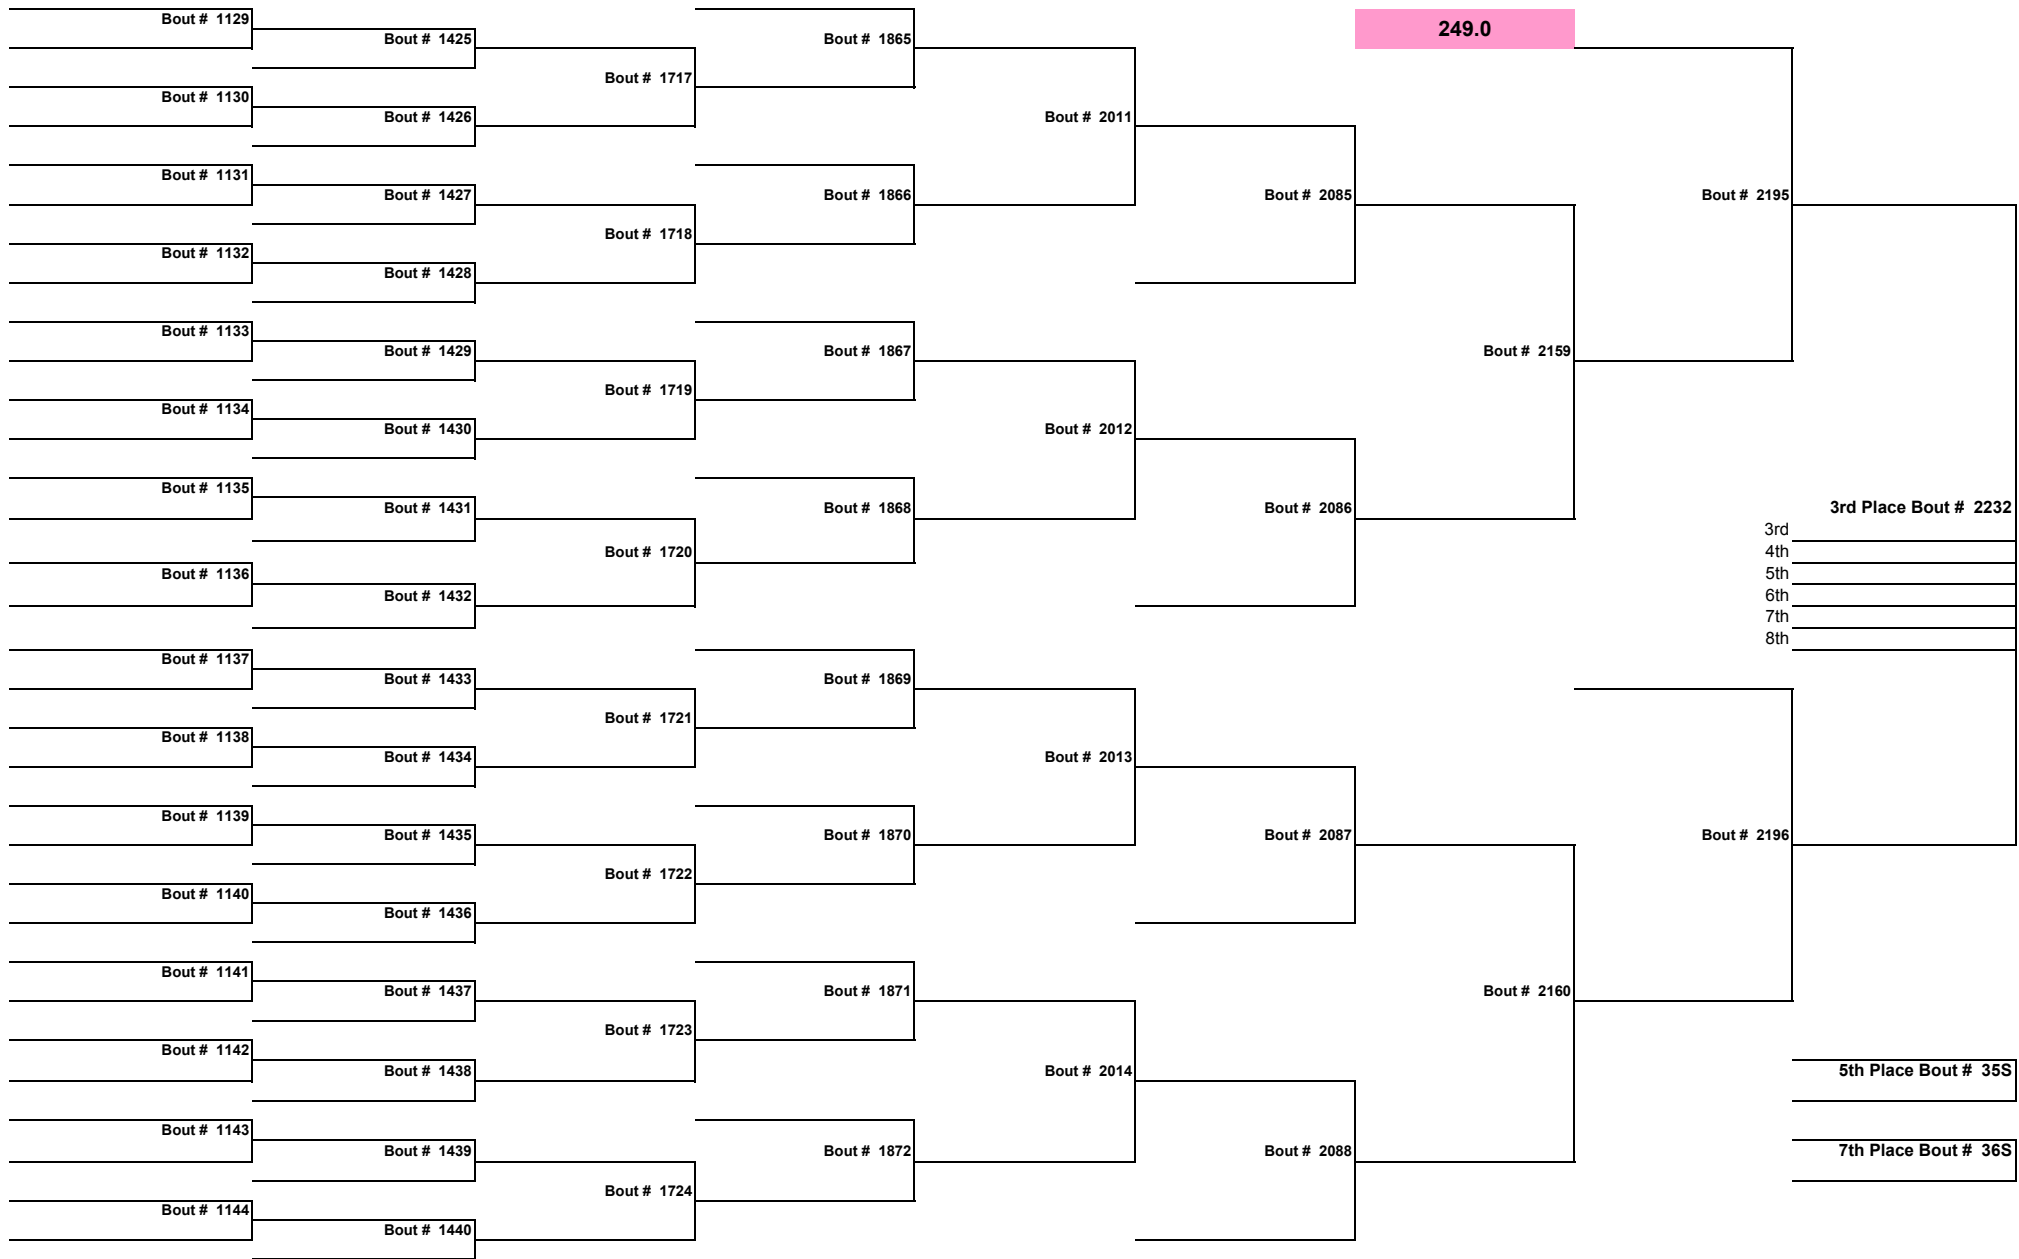 249.0
Bout # 1129
Bout # 1130
Bout # 1131
Bout # 1132
Bout # 1133
Bout # 1134
Bout # 1135
Bout # 1136
Bout # 1137
Bout # 1138
Bout # 1139
Bout # 1140
Bout # 1141
Bout # 1142
Bout # 1143
Bout # 1144
Bout # 1425
Bout # 1426
Bout # 1427
Bout # 1428
Bout # 1429
Bout # 1430
Bout # 1431
Bout # 1432
Bout # 1433
Bout # 1434
Bout # 1435
Bout # 1436
Bout # 1437
Bout # 1438
Bout # 1439
Bout # 1440
Bout # 1717
Bout # 1718
Bout # 1719
Bout # 1720
Bout # 1721
Bout # 1722
Bout # 1723
Bout # 1724
Bout # 1865
Bout # 1866
Bout # 1867
Bout # 1868
Bout # 1869
Bout # 1870
Bout # 1871
Bout # 1872
Bout # 2011
Bout # 2012
Bout # 2013
Bout # 2014
Bout # 2085
Bout # 2086
Bout # 2087
Bout # 2088
Bout # 2159
Bout # 2160
Bout # 2195
Bout # 2196
3rd Place Bout # 2232
3rd
4th
5th
6th
7th
8th
5th Place Bout # 35S
7th Place Bout # 36S